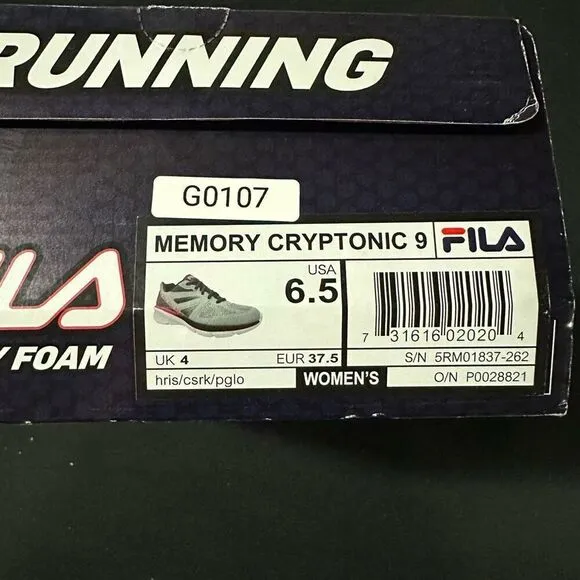 RUNNING
G0107
MEMORY CRYPTONIC 9 FILA
USA
6.5
7 31616 02020 4
UK 4 EUR 37.5 S/N 5RM01837-262
hris/csrk/pglo WOMEN'S O/N P0028821
ILA
Y FOAM